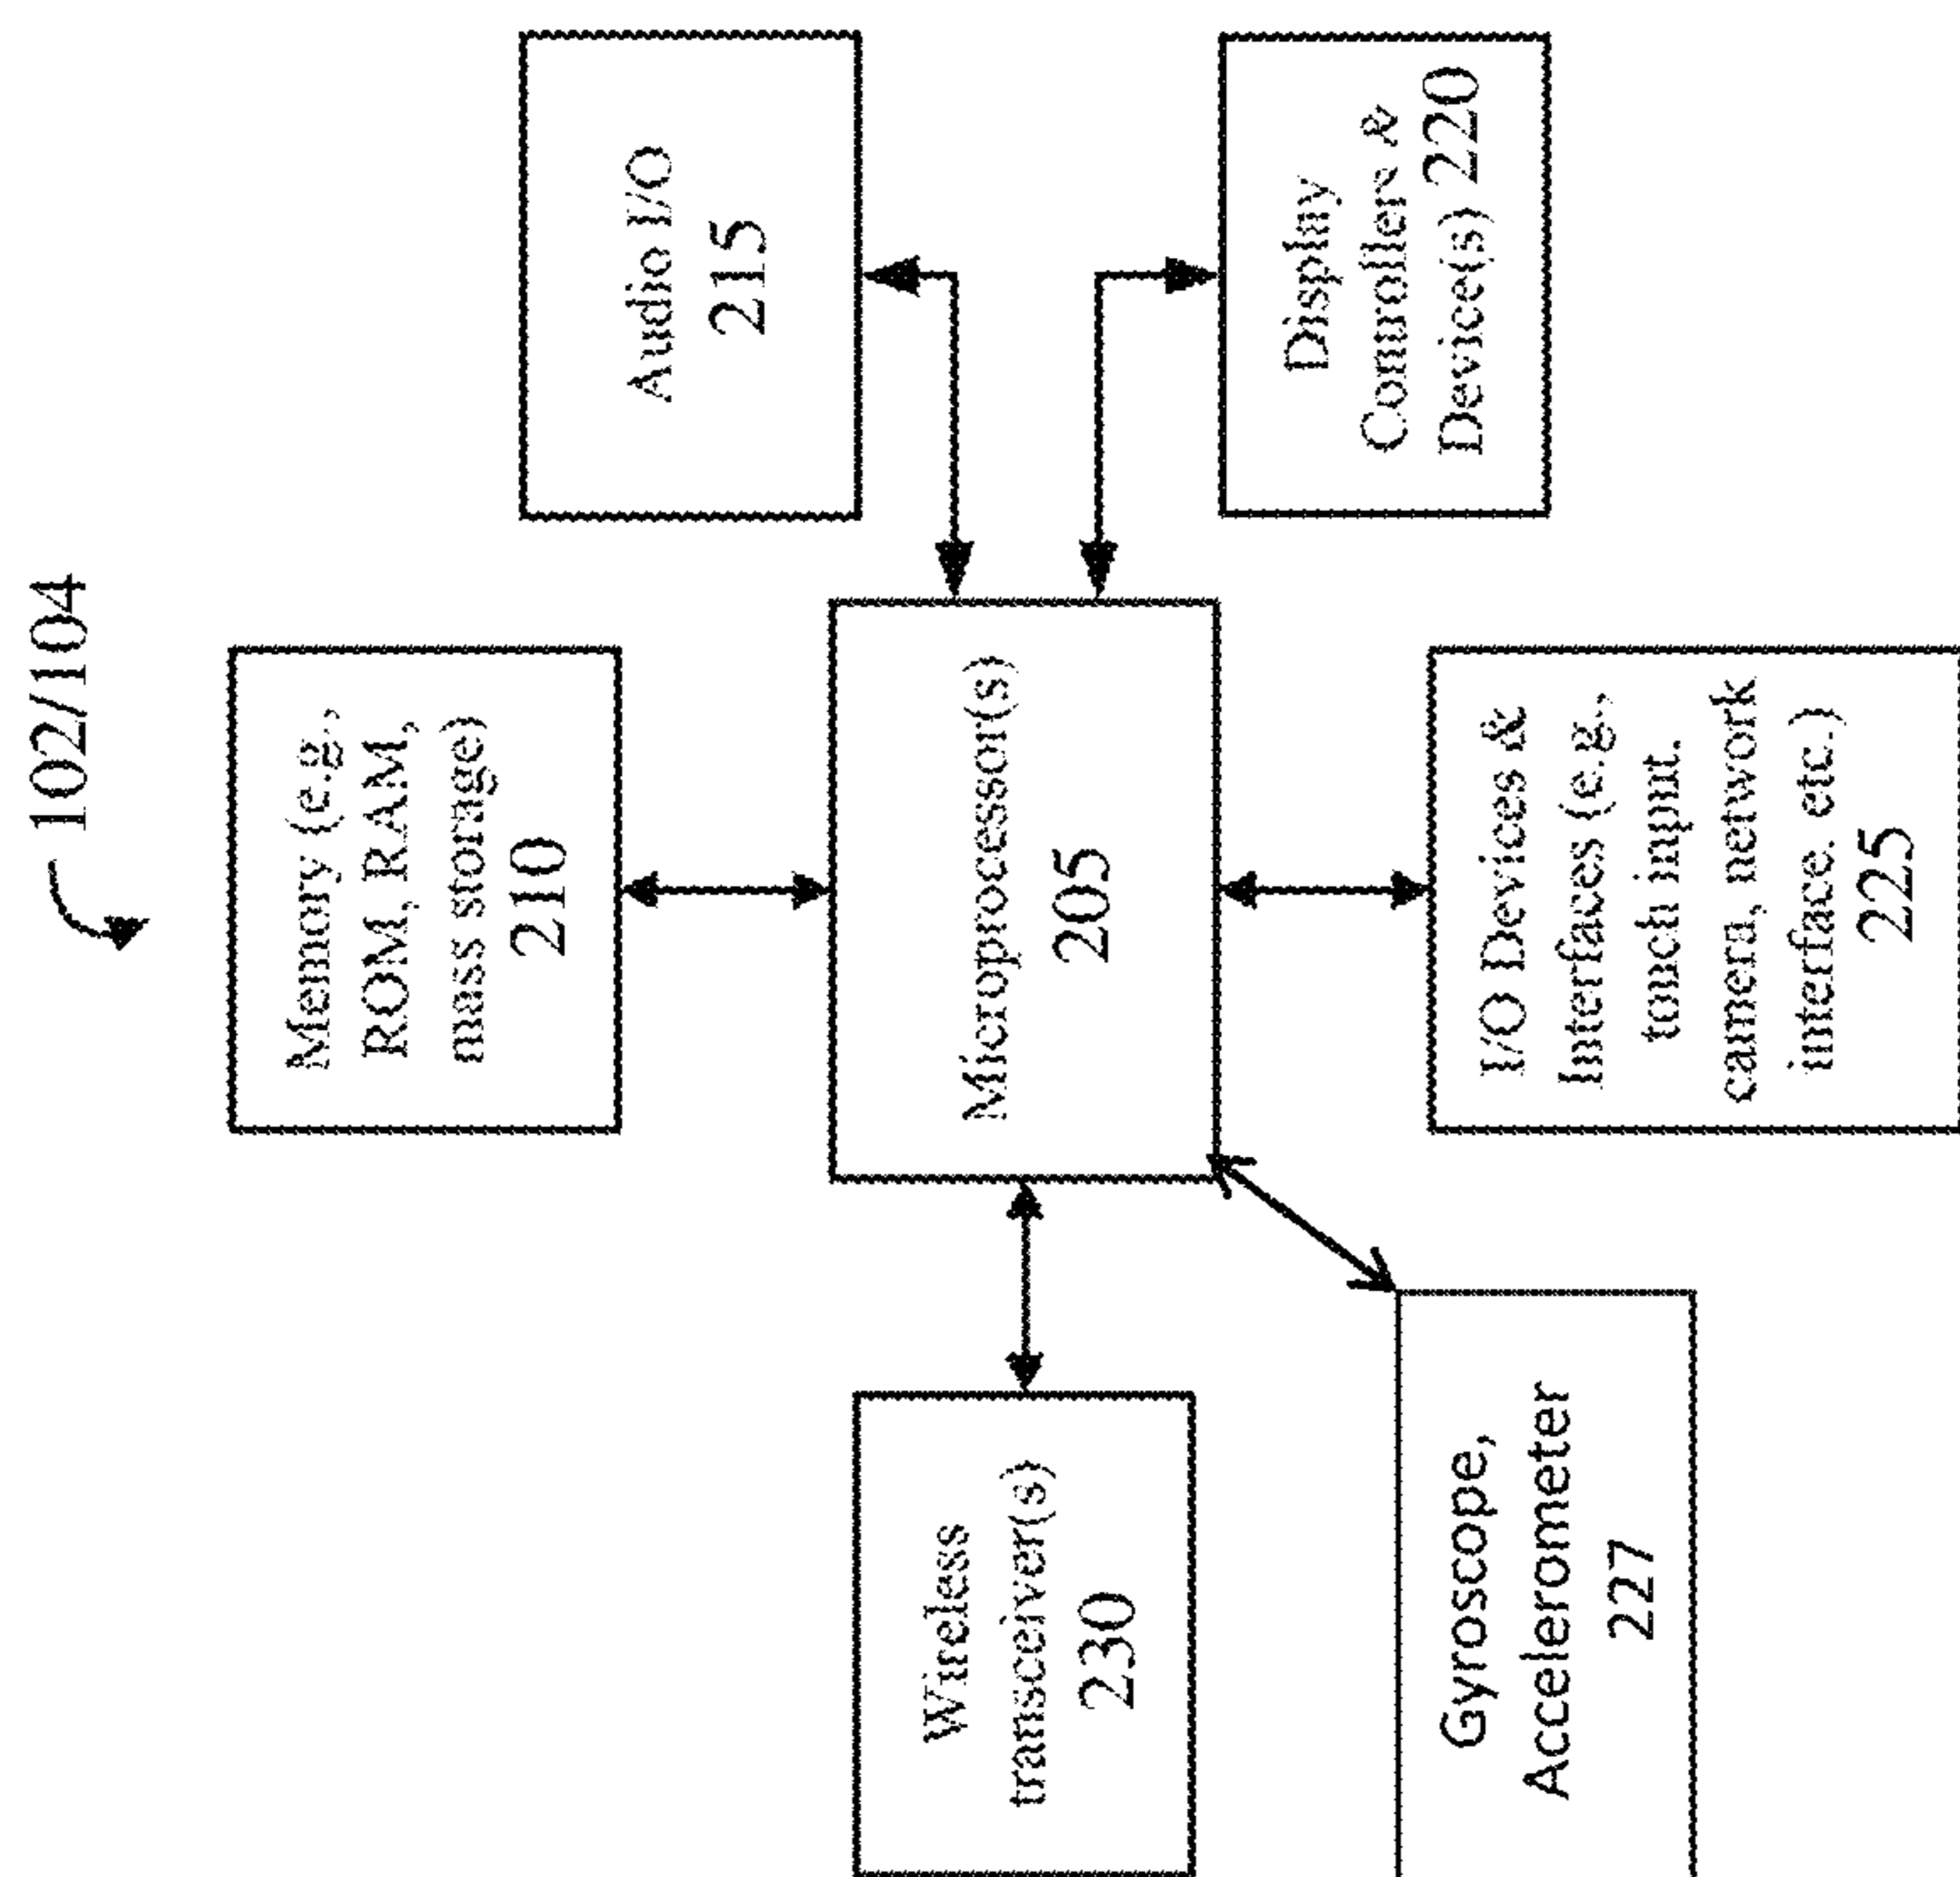 102/104
Memory (e.g.,
ROM, RAM,
mass storage)
210
Audio I/O
215
Microprocessor(s)
205
Wireless
transceiver(s)
230
Display
Controller &
Device(s) 220
I/O Devices &
Interfaces (e.g.,
touch input.
camera, network
interface. etc.)
225
Gyroscope,
Accelerometer
227